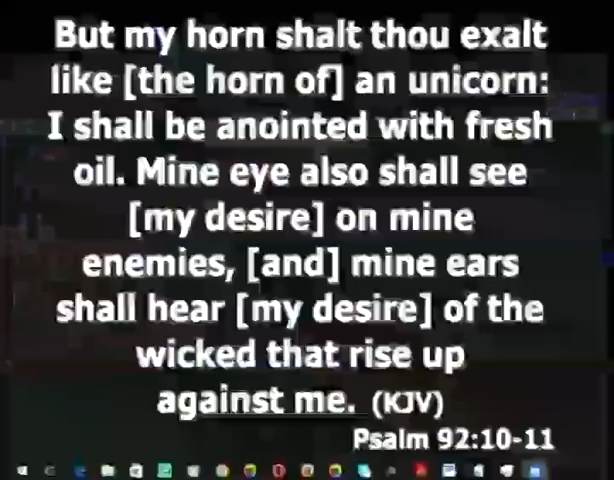 But my horn shalt thou exalt
like [the horn of] an unicorn:
I shall be anointed with fresh
oil. Mine eye also shall see
[my desire] on mine
enemies, [and] mine ears
shall hear [my desire] of the
wicked that rise up
against me. (KJV)
Psalm 92:10-11